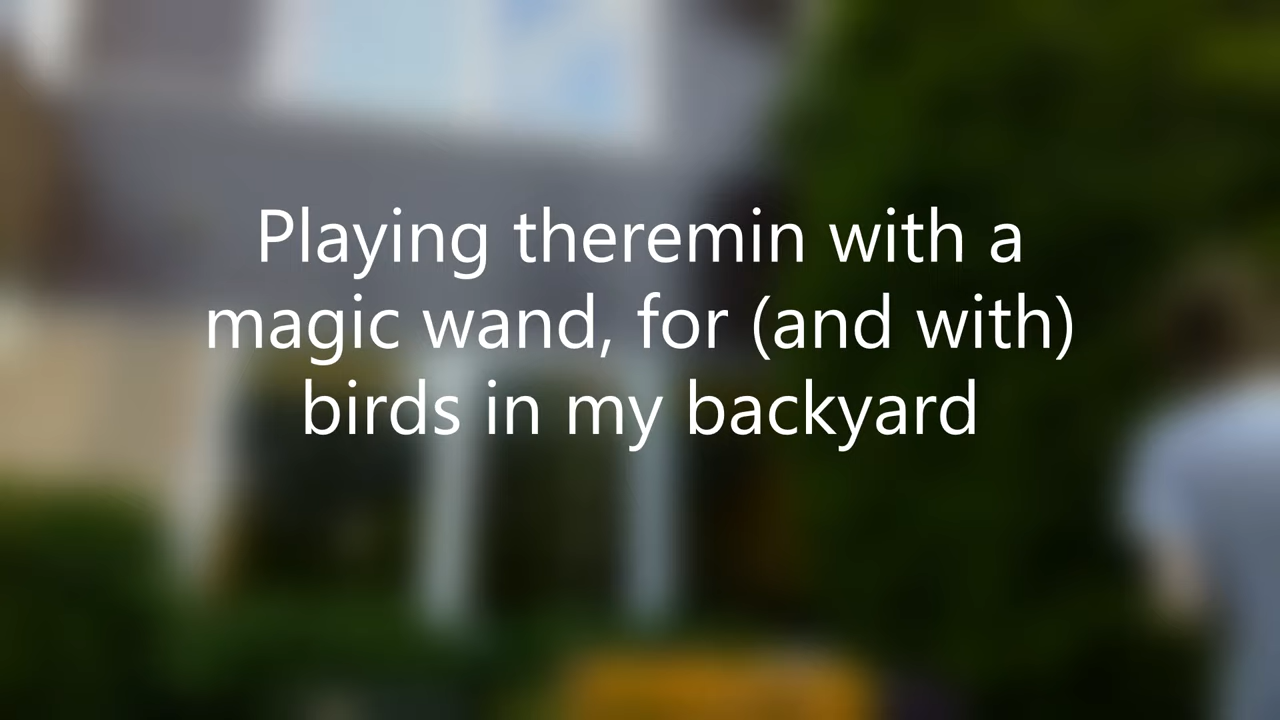 Playing theremin with a
magic wand, for (and with)
birds in my backyard